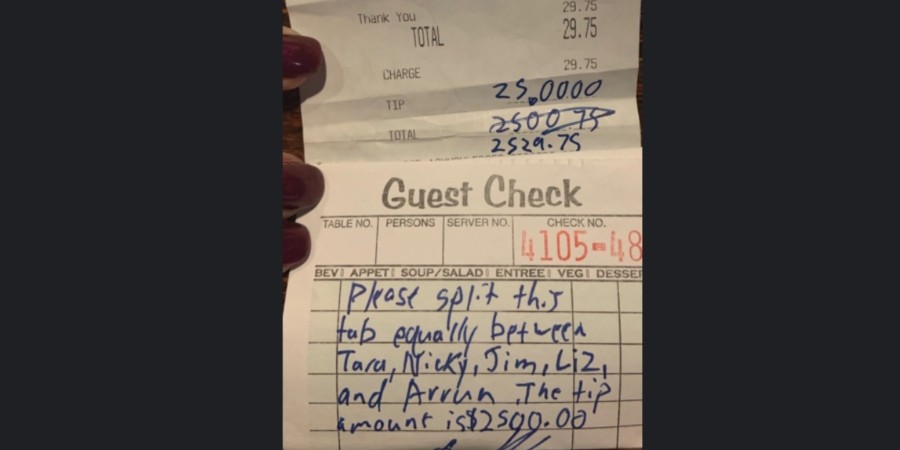 29.75
Thank You
TOTAL 29.75
CHARGE 29.75
TIP 25.0000
TOTAL 2500.75
2529.75
Guest Check
TABLE NO. PERSONS SERVER NO. CHECK NO.
4105-48
BEV APPET SOUP/SALAD ENTREE VEG DESSER
Please split this
tab equally between
Tara, Nicky, Jim, Liz,
and Arrun. The tip
amount is $2500.00